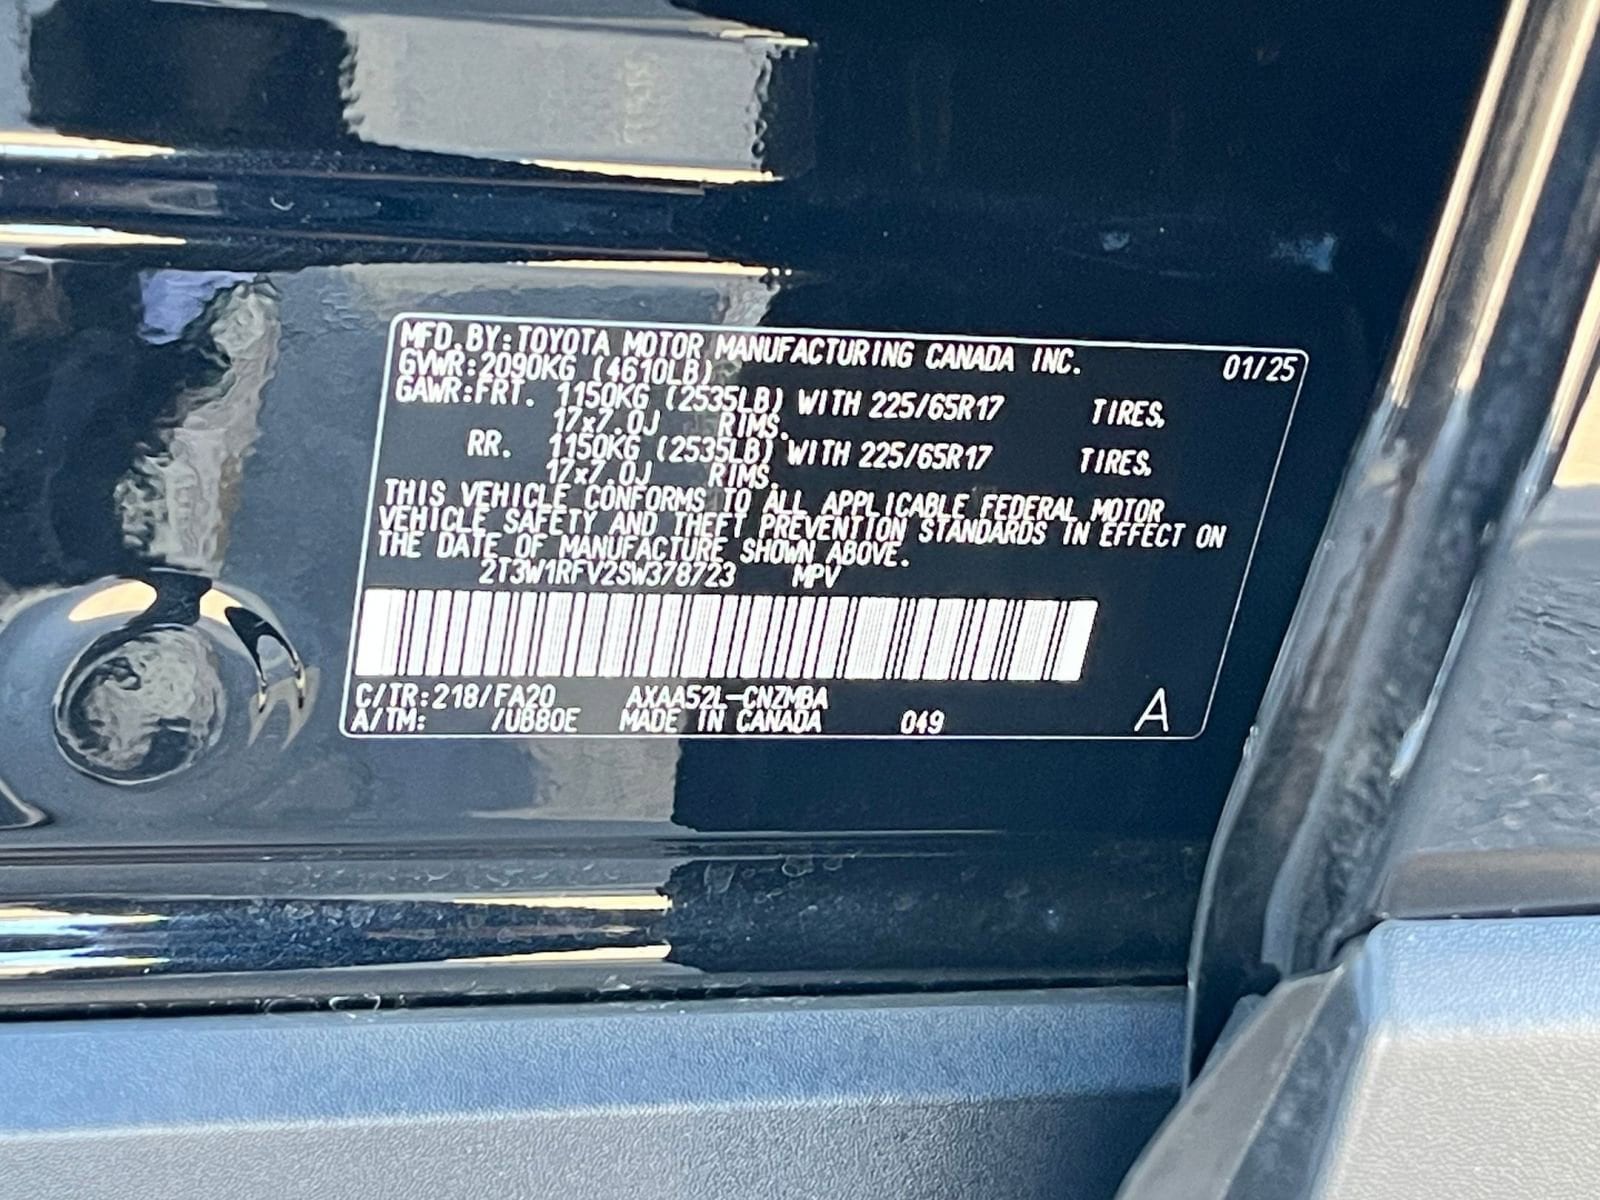 MFD.BY:TOYOTA MOTOR MANUFACTURING CANADA INC. 01/25
GVWR:2090KG (4610LB)
GAWR:FRT. 1150KG (2535LB) WITH 225/65R17 TIRES,
17x7.0J RIMS.
RR. 1150KG (2535LB) WITH 225/65R17 TIRES,
17x7.0J RIMS.
THIS VEHICLE CONFORMS TO ALL APPLICABLE FEDERAL MOTOR
VEHICLE SAFETY AND THEFT PREVENTION STANDARDS IN EFFECT ON
THE DATE OF MANUFACTURE SHOWN ABOVE.
2T3W1RFV2SW378723 MPV
C/TR:218/FA20 AXAA52L-CNZMBA
A/TM: /UB80E MADE IN CANADA 049 A